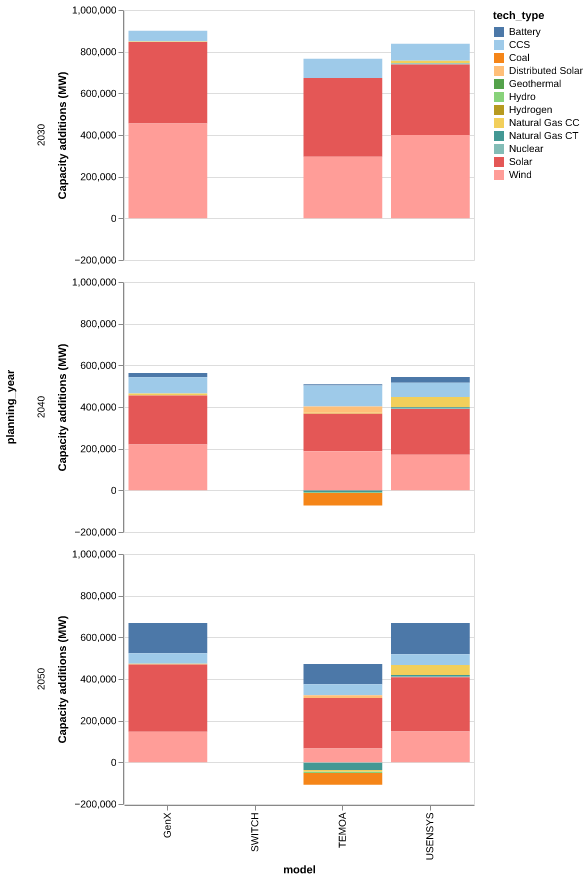 tech_type
Battery
CCS
Coal
Distributed Solar
Geothermal
Hydro
Hydrogen
Natural Gas CC
Natural Gas CT
Nuclear
Solar
Wind
planning_year
2030
Capacity additions (MW)
1,000,000
800,000
600,000
400,000
200,000
0
−200,000
2040
Capacity additions (MW)
1,000,000
800,000
600,000
400,000
200,000
0
−200,000
2050
Capacity additions (MW)
1,000,000
800,000
600,000
400,000
200,000
0
−200,000
GenX
SWITCH
TEMOA
USENSYS
model